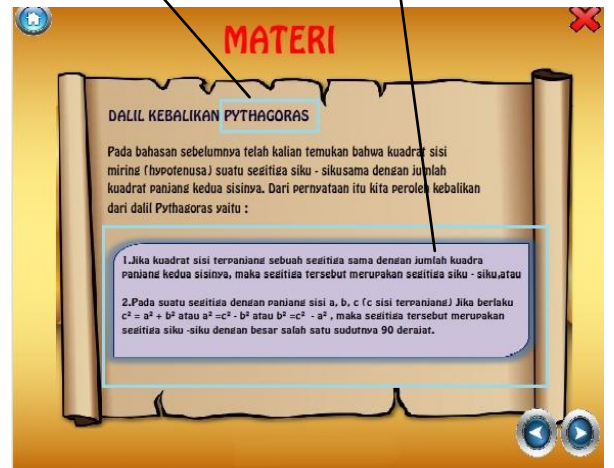 MATERI
DALIL KEBALIKAN PYTHAGORAS
Pada bahasan sebelumnya telah kalian temukan bahwa kuadrat sisi
miring (hypotenusa) suatu segitiga siku - sikusama dengan jumlah
kuadrat panjang kedua sisinya. Dari pernyataan itu kita peroleh kebalikan
dari dalil Pythagoras yaitu :
1.Jika kuadrat sisi terpanjang sebuah segitiga sama dengan jumlah kuadra
panjang kedua sisinya, maka segitiga tersebut merupakan segitiga siku - siku,atau
2.Pada suatu segitiga dengan panjang sisi a, b, c (c sisi terpanjang) Jika berlaku
c² = a² + b² atau a² =c² - b² atau b² =c² - a² , maka segitiga tersebut merupakan
segitiga siku -siku dengan besar salah satu sudutnya 90 derajat.